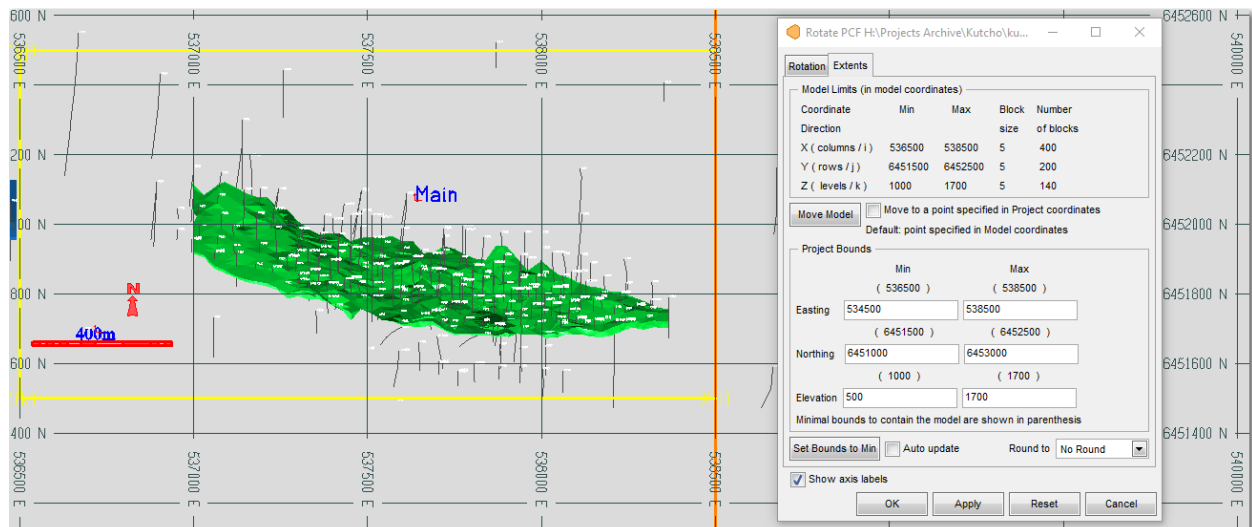 600 N
200 N
00 N
800 N
600 N
400 N
536500 E
537000 E
537500 E
538000 E
538500 E
540000 E
536500 E
537000 E
537500 E
538000 E
538500 E
540000 E
6452600 N
6452200 N
6452000 N
6451800 N
6451600 N
6451400 N
Main
N
400m
Rotate PCF H:\Projects Archive\Kutcho\ku...
Rotation Extents
Model Limits (in model coordinates)
Coordinate Min Max Block Number
Direction size of blocks
X ( columns / i ) 536500 538500 5 400
Y ( rows / j ) 6451500 6452500 5 200
Z ( levels / k ) 1000 1700 5 140
Move Model Move to a point specified in Project coordinates
Default: point specified in Model coordinates
Project Bounds
Min Max
( 536500 ) ( 538500 )
Easting 534500 538500
( 6451500 ) ( 6452500 )
Northing 6451000 6453000
( 1000 ) ( 1700 )
Elevation 500 1700
Minimal bounds to contain the model are shown in parenthesis
Set Bounds to Min Auto update Round to No Round
Show axis labels
OK Apply Reset Cancel